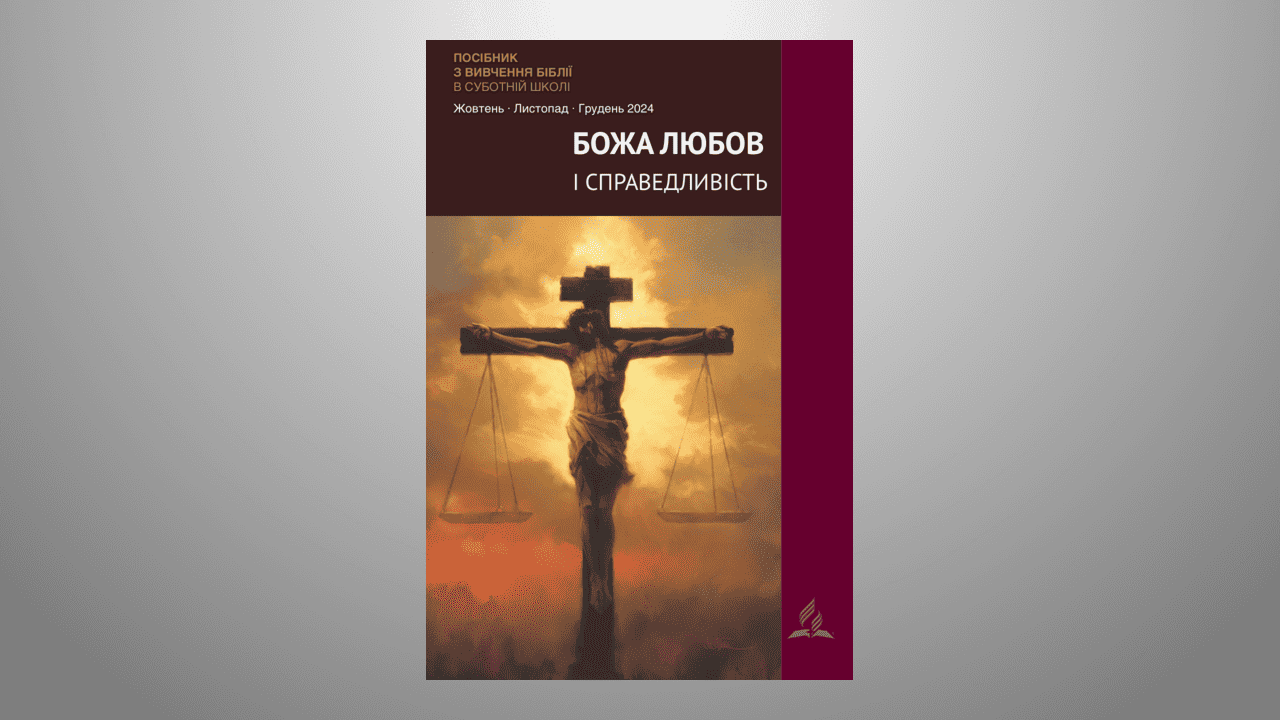 ПОСІБНИК
З ВИВЧЕННЯ БІБЛІЇ
В СУБОТНІЙ ШКОЛІ
Жовтень · Листопад · Грудень 2024
БОЖА ЛЮБОВ
І СПРАВЕДЛИВІСТЬ